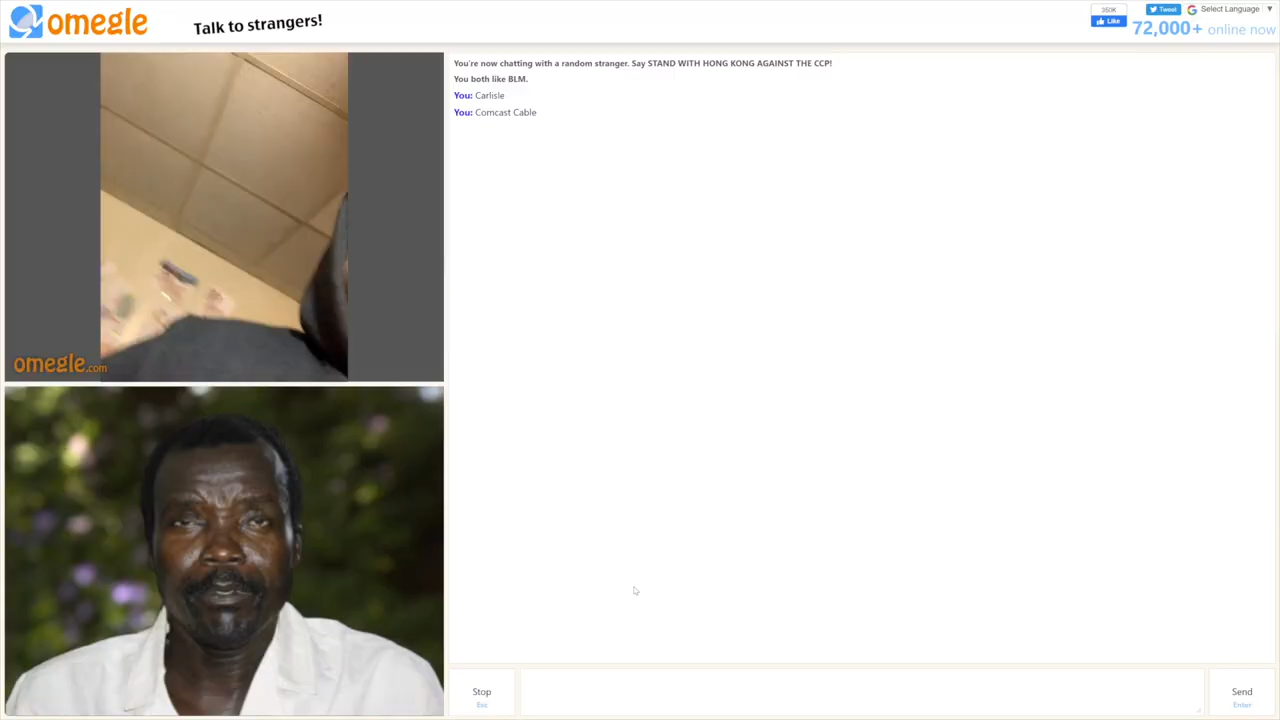 omegle
Talk to strangers!
350K
Like
Tweet
Select Language ▼
72,000+ online now
You're now chatting with a random stranger. Say STAND WITH HONG KONG AGAINST THE CCP!
You both like BLM.
You: Carlisle
You: Comcast Cable
omegle.com
Stop
Esc
Send
Enter